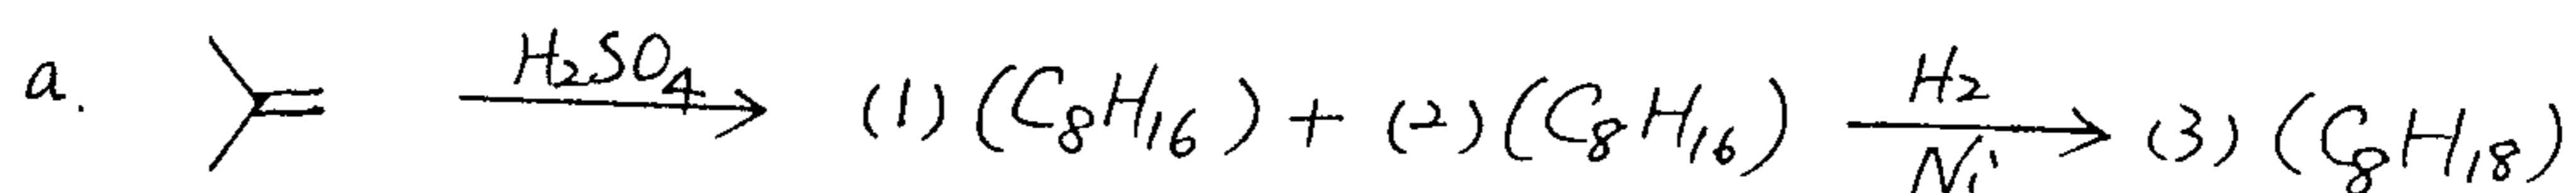 a. H₂SO₄ (1) (C₈H₁₆) + (2) (C₈H₁₆) H₂ Ni (3) (C₈H₁₈)